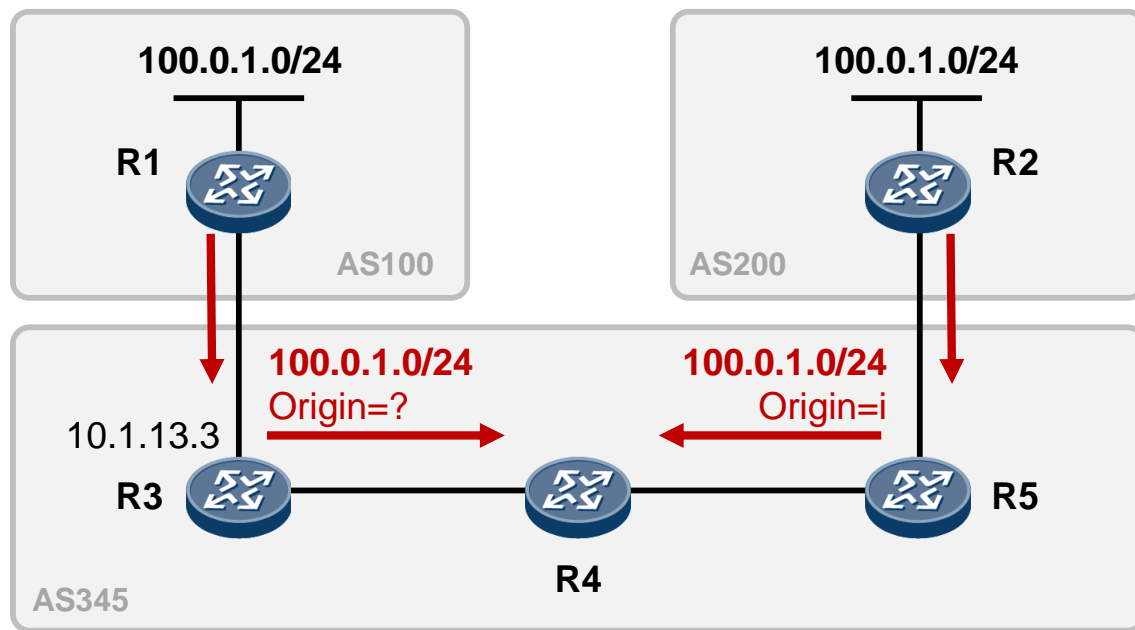 100.0.1.0/24
100.0.1.0/24
R1
R2
AS100
AS200
100.0.1.0/24
Origin=?
100.0.1.0/24
Origin=i
10.1.13.3
R3
R5
R4
AS345